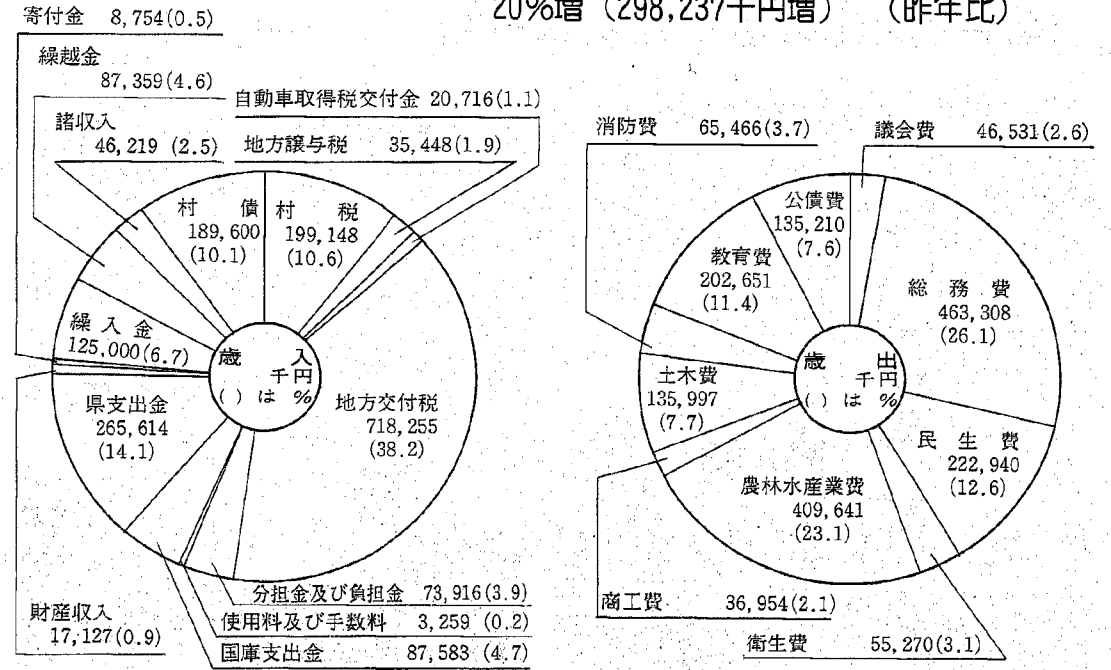 20%増（298,237千円増） （昨年比）
寄付金 8,754(0.5)
繰越金
87,359(4.6)
諸収入
46,219 (2.5)
自動車取得税交付金 20,716(1.1)
地方譲与税 35,448(1.9)
村債
189,600
(10.1)
村税
199,148
(10.6)
繰入金
125,000(6.7)
歳入
千円
( ) は %
県支出金
265,614
(14.1)
地方交付税
718,255
(38.2)
財産収入
17,127(0.9)
分担金及び負担金 73,916(3.9)
使用料及び手数料 3,259 (0.2)
国庫支出金 87,583 (4.7)
消防費 65,466(3.7)
議会費 46,531(2.6)
公債費
135,210
(7.6)
教育費
202,651
(11.4)
総務費
463,308
(26.1)
歳出
千円
( ) は %
土木費
135,997
(7.7)
民生費
222,940
(12.6)
農林水産業費
409,641
(23.1)
商工費 36,954(2.1)
衛生費 55,270(3.1)